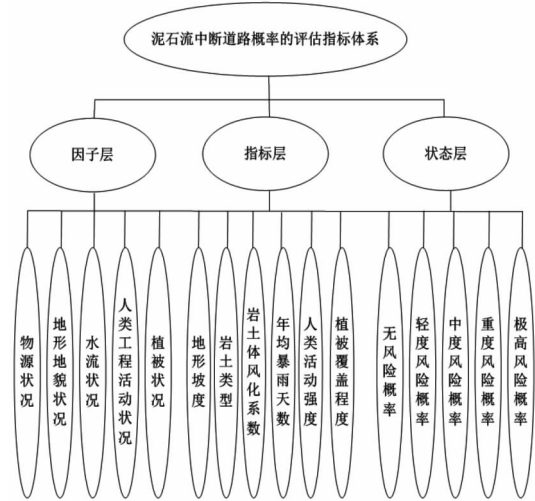 泥石流中断道路概率的评估指标体系
因子层
指标层
状态层
物源状况
地形地貌状况
水流状况
人类工程活动状况
植被状况
地形坡度
岩土类型
岩土体风化系数
年均暴雨天数
人类活动强度
植被覆盖程度
无风险概率
轻度风险概率
中度风险概率
重度风险概率
极高风险概率